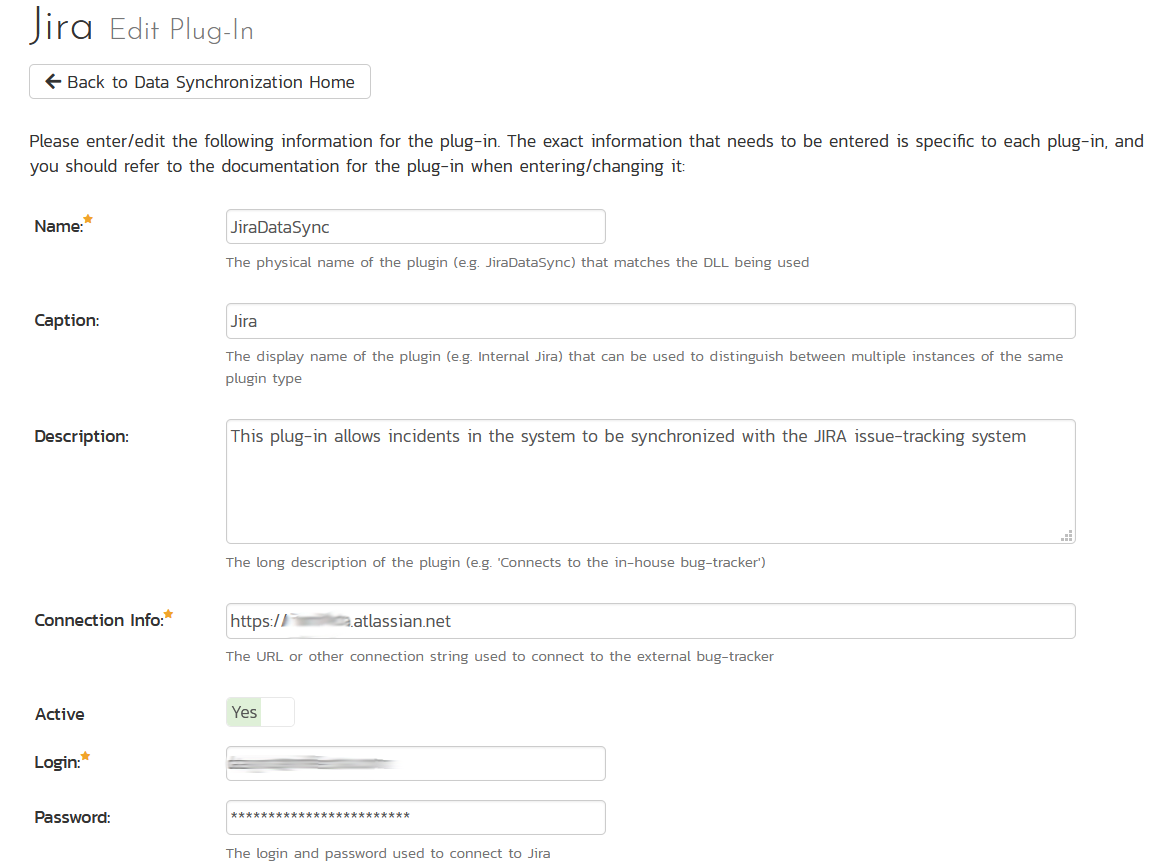 Jira Edit Plug-In
Back to Data Synchronization Home
Please enter/edit the following information for the plug-in. The exact information that needs to be entered is specific to each plug-in, and
you should refer to the documentation for the plug-in when entering/changing it:
Name:
JiraDataSync
The physical name of the plugin (e.g. JiraDataSync) that matches the DLL being used
Caption:
Jira
The display name of the plugin (e.g. Internal Jira) that can be used to distinguish between multiple instances of the same
plugin type
Description:
This plug-in allows incidents in the system to be synchronized with the JIRA issue-tracking system
The long description of the plugin (e.g. 'Connects to the in-house bug-tracker')
Connection Info:
https:// .atlassian.net
The URL or other connection string used to connect to the external bug-tracker
Active
Yes
Login:
Password:
************************
The login and password used to connect to Jira